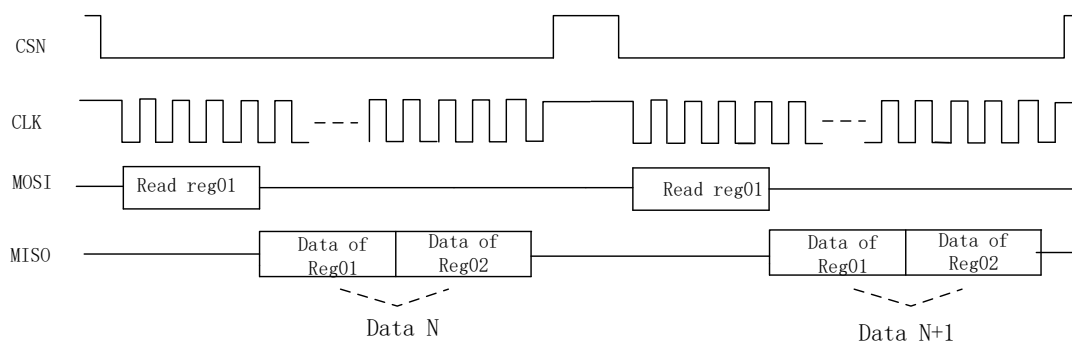 CSN
CLK
MOSI
Read reg01
Read reg01
MISO
Data of
Reg01
Data of
Reg02
Data of
Reg01
Data of
Reg02
Data N
Data N+1